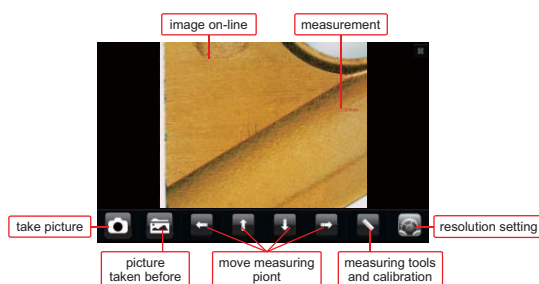 image on-line
measurement
take picture
resolution setting
picture
taken before
move measuring
piont
measuring tools
and calibration